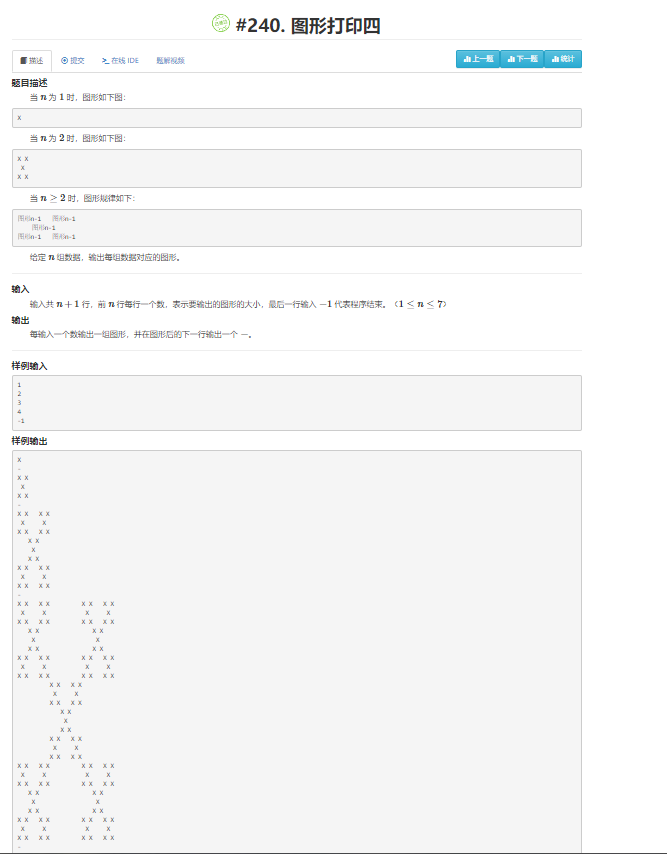 #240. 图形打印四
描述 提交 >_ 在线 IDE 题解视频 上一题 下一题 统计
题目描述
当 n 为 1 时，图形如下图：
X
当 n 为 2 时，图形如下图：
X X
 X
X X
当 n ≥ 2 时，图形规律如下：
图形n-1   图形n-1
    图形n-1
图形n-1   图形n-1
给定 n 组数据，输出每组数据对应的图形。
输入
输入共 n + 1 行，前 n 行每行一个数，表示要输出的图形的大小，最后一行输入 −1 代表程序结束。（1 ≤ n ≤ 7）
输出
每输入一个数输出一组图形，并在图形后的下一行输出一个 −。
样例输入
1
2
3
4
-1
样例输出
X
-
X X
 X
X X
-
X X   X X
 X     X
X X   X X
   X X
    X
   X X
X X   X X
 X     X
X X   X X
-
X X   X X         X X   X X
 X     X           X     X
X X   X X         X X   X X
   X X               X X
    X                 X
   X X               X X
X X   X X         X X   X X
 X     X           X     X
X X   X X         X X   X X
         X X   X X
          X     X
         X X   X X
            X X
             X
            X X
         X X   X X
          X     X
         X X   X X
X X   X X         X X   X X
 X     X           X     X
X X   X X         X X   X X
   X X               X X
    X                 X
   X X               X X
X X   X X         X X   X X
 X     X           X     X
X X   X X         X X   X X
-